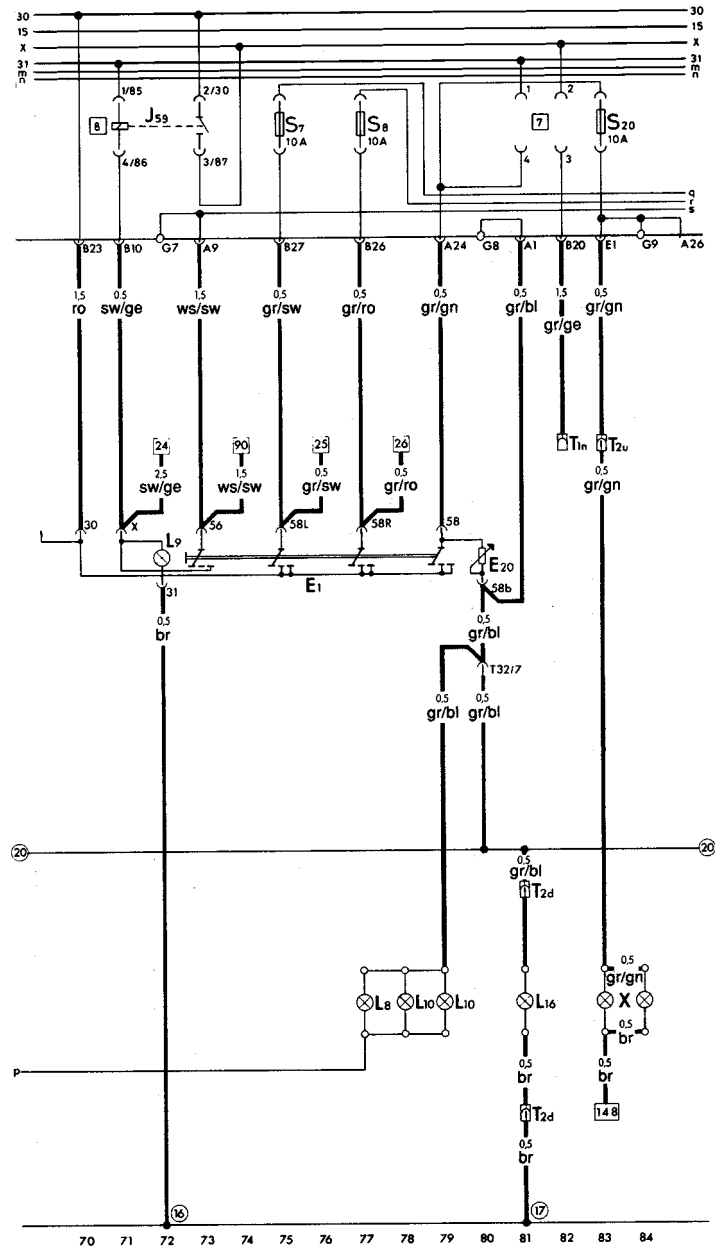 30 30
15 15
X X
31 31
m m
n n
1/85 2/30 1 2
8 J59 S7 S8 7 S20
10A 10A 10A
4/86 3/87 4 3
q
r
s
B23 B10 G7 A9 B27 B26 A24 G8 A1 B20 E1 G9 A26
1,5 0,5 1,5 0,5 0,5 0,5 0,5 1,5 0,5
ro sw/ge ws/sw gr/sw gr/ro gr/gn gr/bl gr/ge gr/gn
24 90 25 26 T1n T2u
2,5 1,5 0,5 0,5 0,5
sw/ge ws/sw gr/sw gr/ro gr/gn
30 X 56 58L 58R 58
L9 E20
E1
31 58b
0,5 0,5
br gr/bl
T32/7
0,5 0,5
gr/bl gr/bl
20 20
0,5
gr/bl
T2d
0,5
gr/gn
L8 L10 L10 L16 X
0,5
br
p
0,5 0,5
br br
T2d 148
0,5
br
16 17
70 71 72 73 74 75 76 77 78 79 80 81 82 83 84